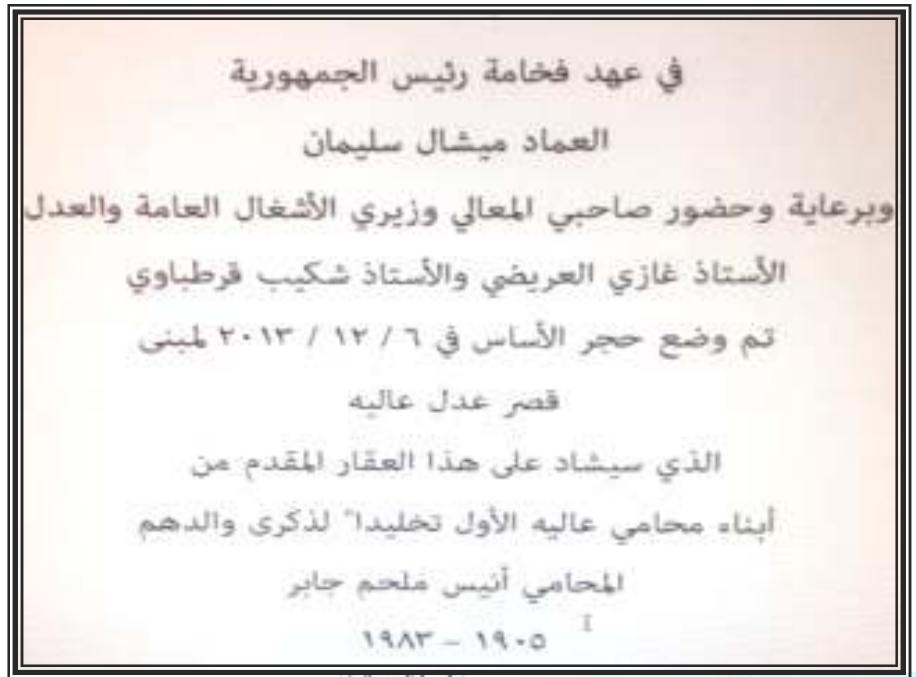 في عهد فخامة رئيس الجمهورية
العماد ميشال سليمان
وبرعاية وحضور صاحبي المعالي وزيري الأشغال العامة والعدل
الأستاذ غازي العريضي والأستاذ شكيب قرطباوي
تم وضع حجر الأساس في ٦ / ١٢ / ٢٠١٣ لمبنى
قصر عدل عاليه
الذي سيشاد على هذا العقار المقدم من
أبناء محامي عاليه الأول تخليدا ً لذكرى والدهم
المحامي أنيس ملحم جابر
١٩٠٥ – ١٩٨٣